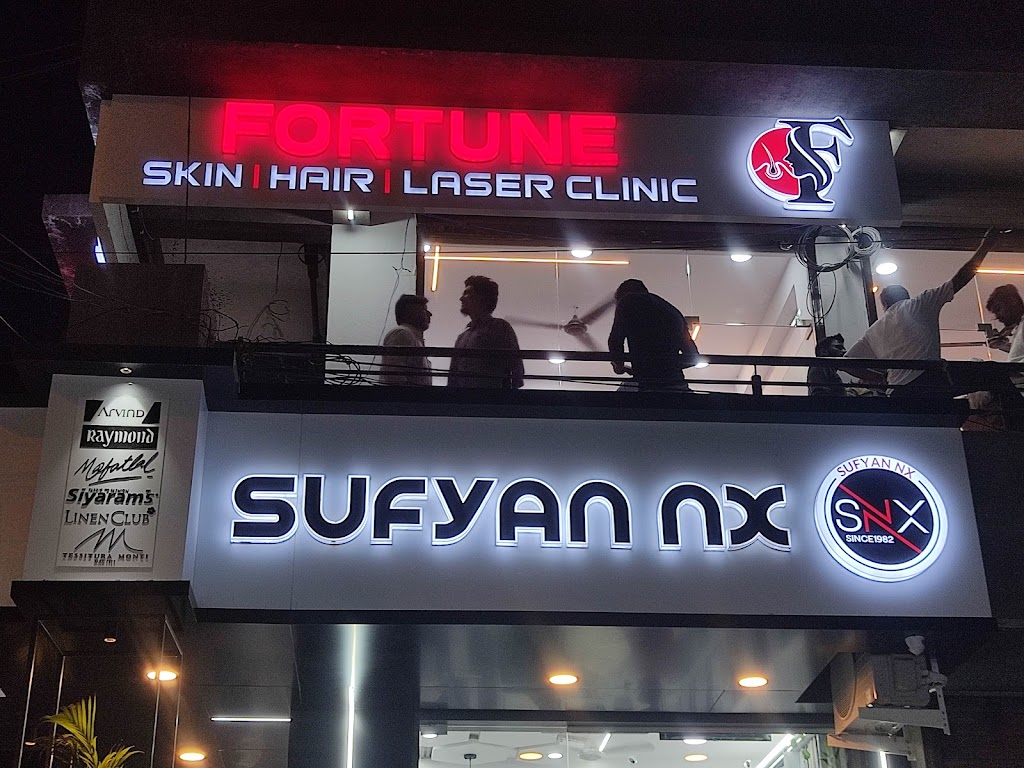 FORTUNE
SKIN | HAIR | LASER CLINIC
F
ARVIND
RAYMOND
Mafatlal
Siyaram's
LINEN CLUB
M
TESSITURA MONTI
SUFYAN NX
SUFYAN NX
SNX
SINCE1982